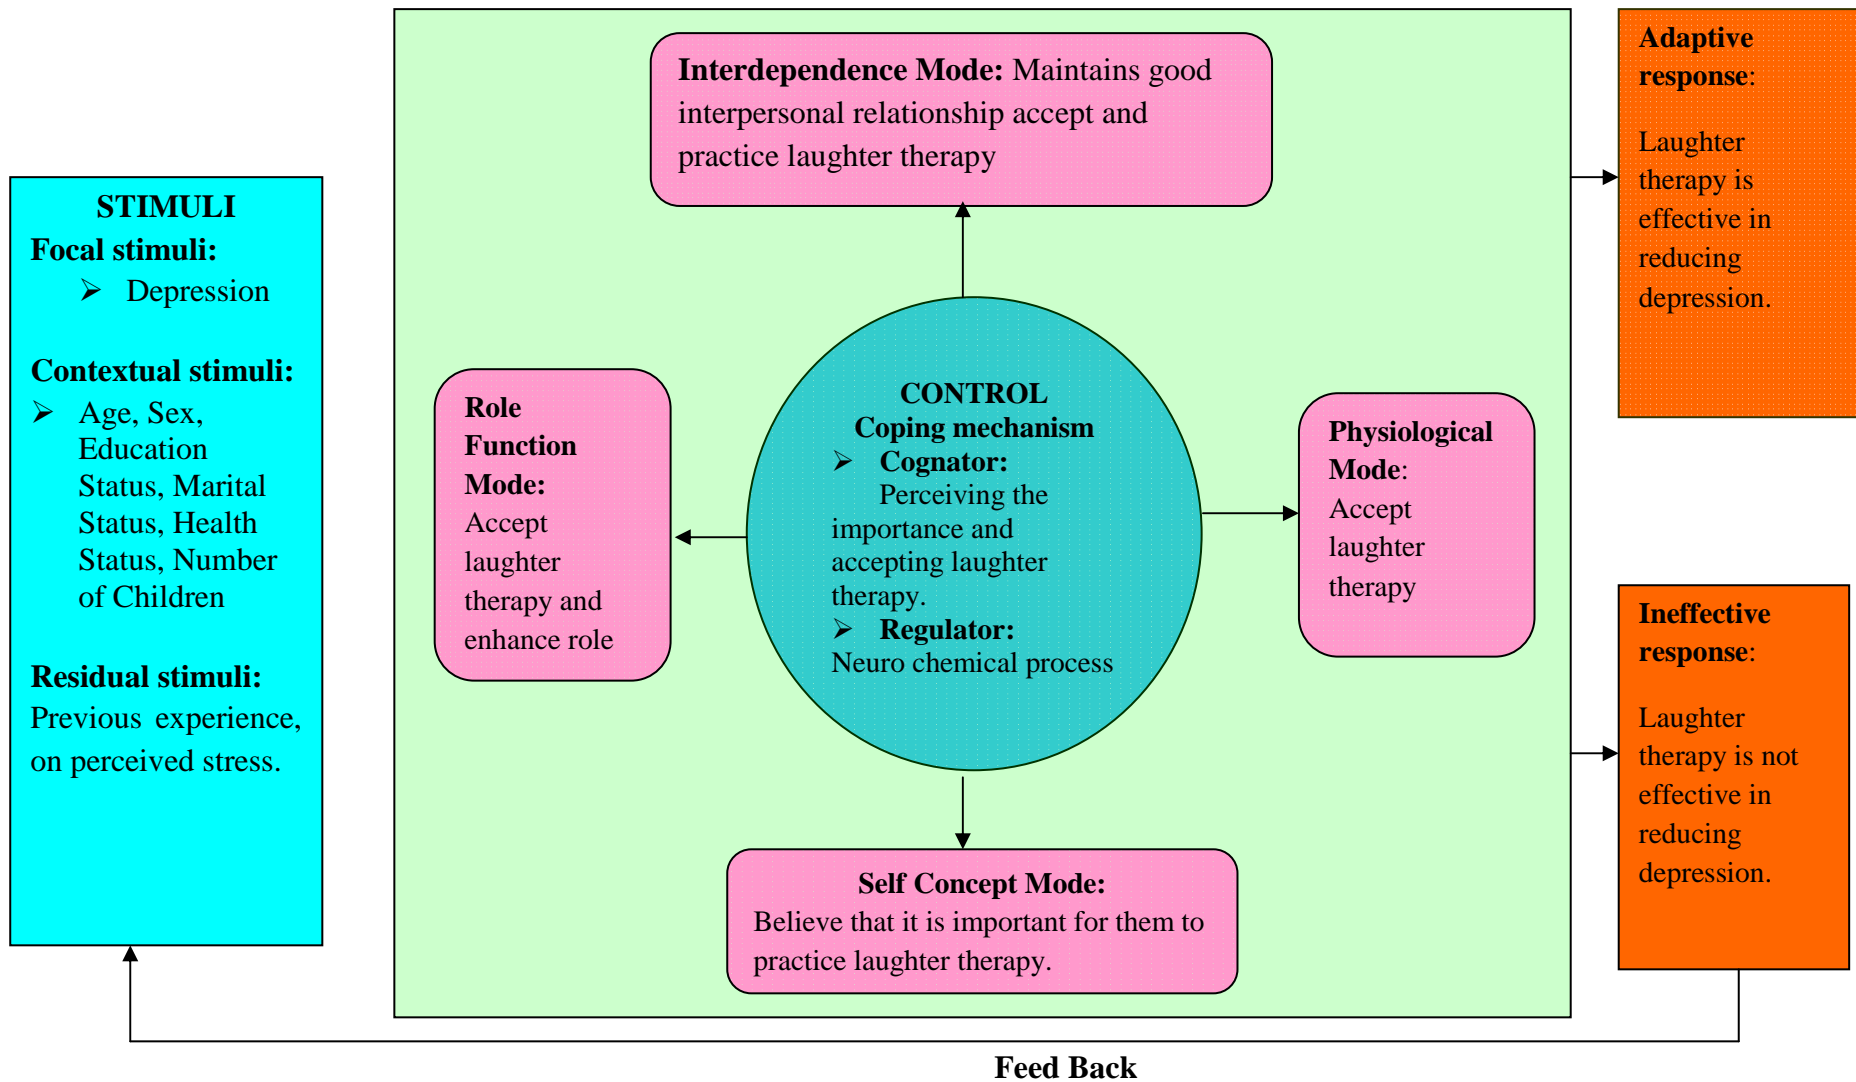 STIMULI
Focal stimuli:
➢ Depression
Contextual stimuli:
➢ Age, Sex,
Education
Status, Marital
Status, Health
Status, Number
of Children
Residual stimuli:
Previous experience,
on perceived stress.
Interdependence Mode: Maintains good
interpersonal relationship accept and
practice laughter therapy
Role
Function
Mode:
Accept
laughter
therapy and
enhance role
CONTROL
Coping mechanism
➢ Cognator:
Perceiving the
importance and
accepting laughter
therapy.
➢ Regulator:
Neuro chemical process
Physiological
Mode:
Accept
laughter
therapy
Self Concept Mode:
Believe that it is important for them to
practice laughter therapy.
Adaptive
response:
Laughter
therapy is
effective in
reducing
depression.
Ineffective
response:
Laughter
therapy is not
effective in
reducing
depression.
Feed Back